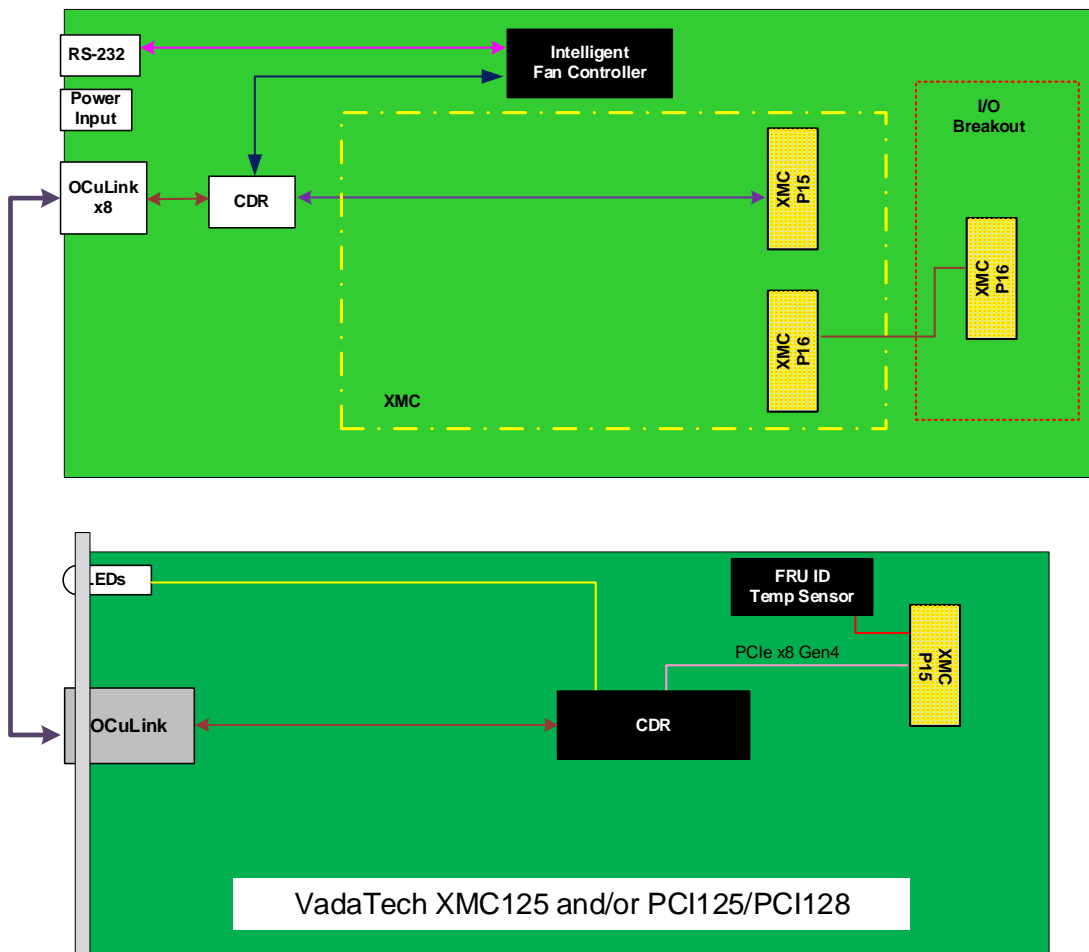 RS-232
Intelligent
Fan Controller
Power
Input
I/O
Breakout
OCuLink
x8
CDR
XMC
P15
XMC
P16
XMC
P16
XMC
LEDs
FRU ID
Temp Sensor
PCIe x8 Gen4
XMC
P15
OCuLink
CDR
VadaTech XMC125 and/or PCI125/PCI128